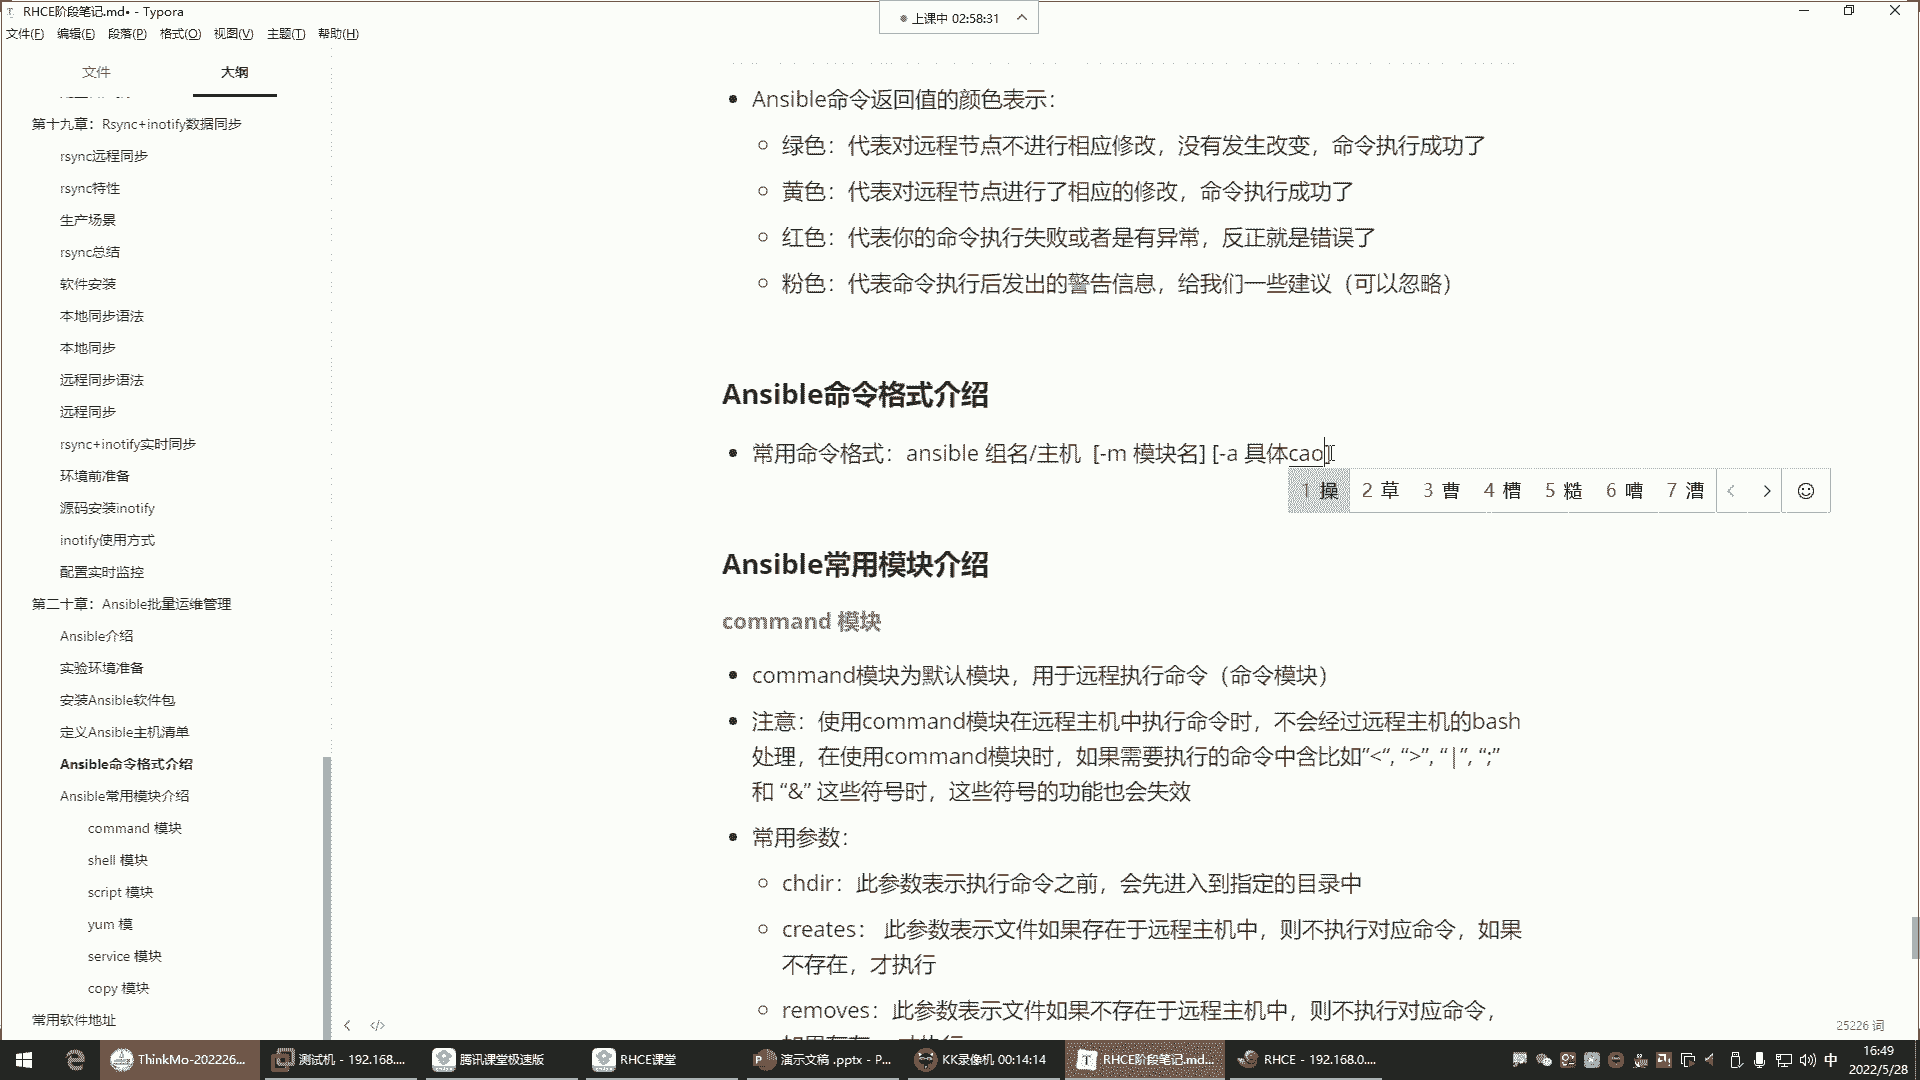 RHCE阶段笔记.md• - Typora
上课中 02:58:31
文件(F) 编辑(E) 段落(P) 格式(O) 视图(V) 主题(T) 帮助(H)
文件 大纲
第十九章：Rsync+inotify数据同步
rsync远程同步
rsync特性
生产场景
rsync总结
软件安装
本地同步语法
本地同步
远程同步语法
远程同步
rsync+inotify实时同步
环境前准备
源码安装inotify
inotify使用方式
配置实时监控
第二十章：Ansible批量运维管理
Ansible介绍
实验环境准备
安装Ansible软件包
定义Ansible主机清单
Ansible命令格式介绍
Ansible常用模块介绍
command 模块
shell 模块
script 模块
yum 模
service 模块
copy 模块
常用软件地址
Ansible命令返回值的颜色表示：
绿色：代表对远程节点不进行相应修改，没有发生改变，命令执行成功了
黄色：代表对远程节点进行了相应的修改，命令执行成功了
红色：代表你的命令执行失败或者是有异常，反正就是错误了
粉色：代表命令执行后发出的警告信息，给我们一些建议（可以忽略）
Ansible命令格式介绍
常用命令格式：ansible 组名/主机 [-m 模块名] [-a 具体cao]
1 操 2 草 3 曹 4 槽 5 糙 6 嘈 7 漕
Ansible常用模块介绍
command 模块
command模块为默认模块，用于远程执行命令（命令模块）
注意：使用command模块在远程主机中执行命令时，不会经过远程主机的bash
处理，在使用command模块时，如果需要执行的命令中含比如”<“, “>”, “|”, “;”
和 “&” 这些符号时，这些符号的功能也会失效
常用参数：
chdir：此参数表示执行命令之前，会先进入到指定的目录中
creates： 此参数表示文件如果存在于远程主机中，则不执行对应命令，如果
不存在，才执行
removes：此参数表示文件如果不存在于远程主机中，则不执行对应命令，
25226 词
ThinkMo-202226... 测试机 - 192.168.... 腾讯课堂极速版 RHCE课堂 演示文稿 .pptx - P... KK录像机 00:14:14 RHCE阶段笔记.md... RHCE - 192.168.0.... 中 16:49
2022/5/28